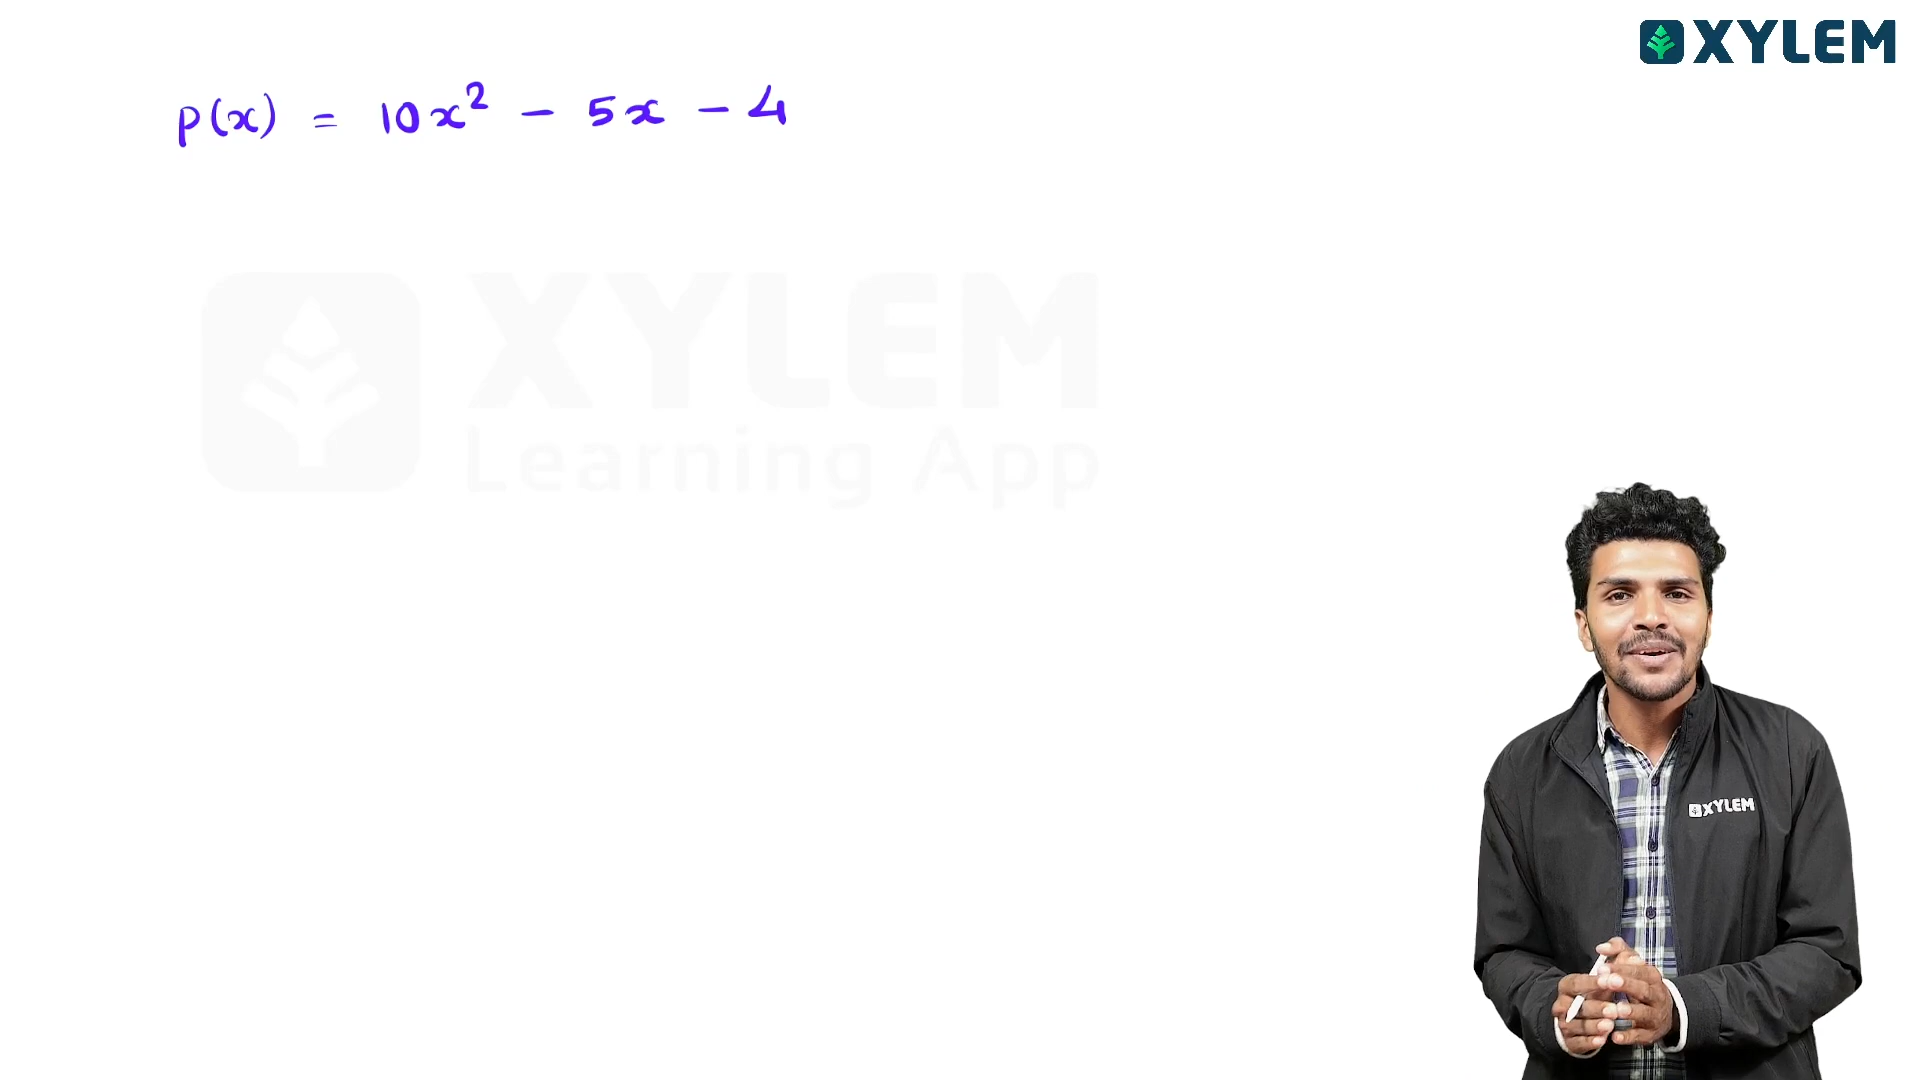 XYLEM
p(x) = 10x² - 5x - 4
XYLEM
Learning App
XYLEM